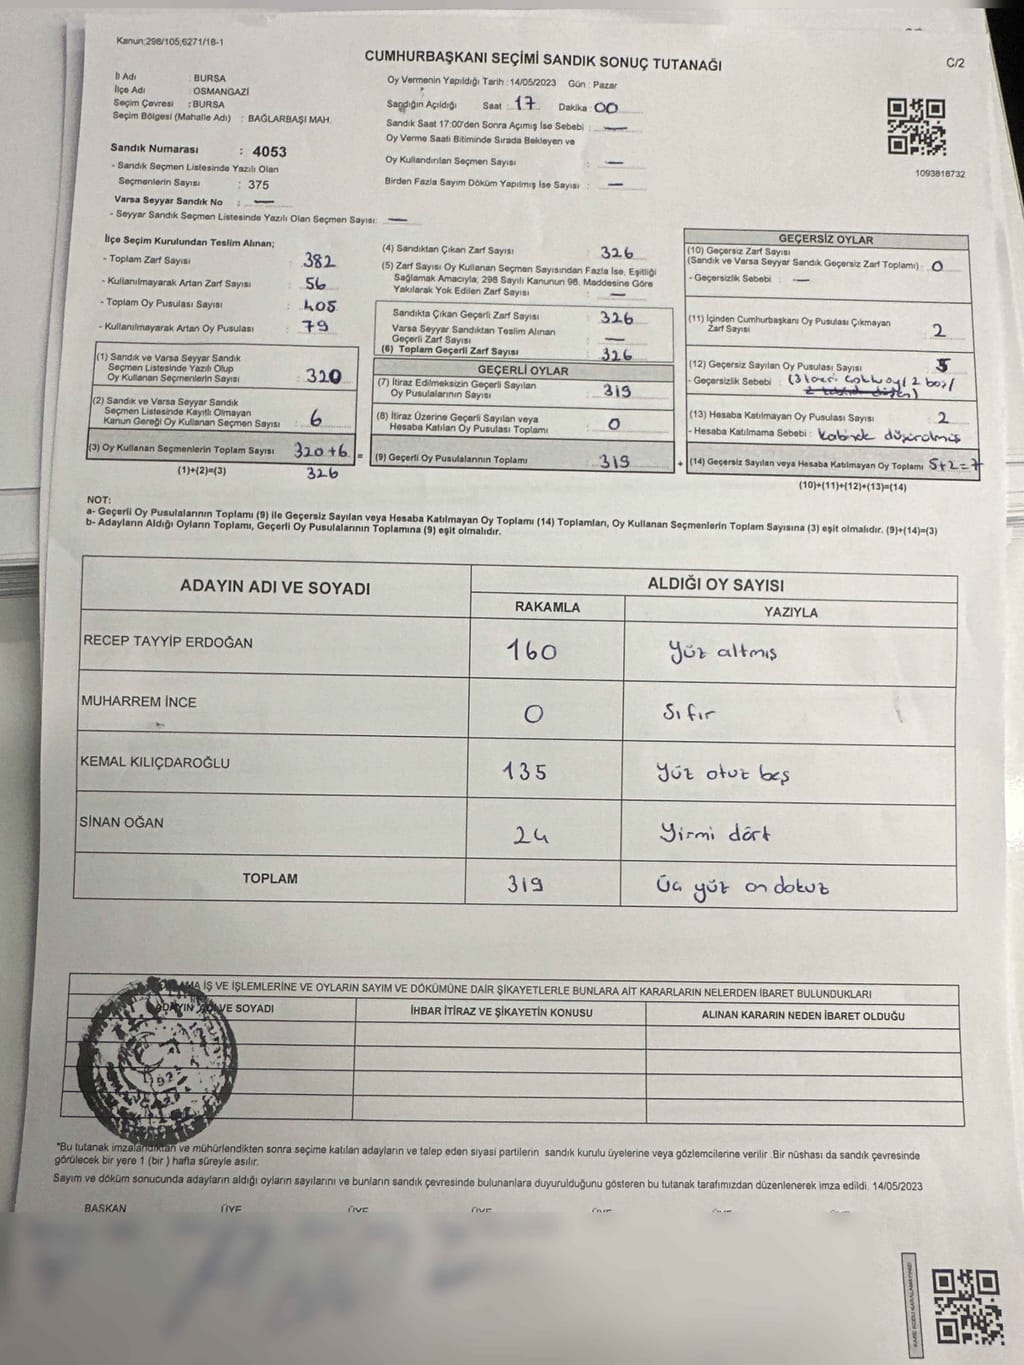 Kanun;298/105;6271/18-1
CUMHURBAŞKANI SEÇİMİ SANDIK SONUÇ TUTANAĞI
C/2
İl Adı : BURSA
İlçe Adı : OSMANGAZİ
Seçim Çevresi : BURSA
Seçim Bölgesi (Mahalle Adı) : BAĞLARBAŞI MAH.
Sandık Numarası : 4053
- Sandık Seçmen Listesinde Yazılı Olan
Seçmenlerin Sayısı : 375
Varsa Seyyar Sandık No : —
- Seyyar Sandık Seçmen Listesinde Yazılı Olan Seçmen Sayısı: —
Oy Vermenin Yapıldığı Tarih : 14/05/2023 Gün : Pazar
Sandığın Açıldığı Saat : 17 Dakika : 00
Sandık Saat 17:00'den Sonra Açımış İse Sebebi : —
Oy Verme Saati Bitiminde Sırada Bekleyen ve
Oy Kullandırılan Seçmen Sayısı : —
Birden Fazla Sayım Döküm Yapılmış İse Sayısı : —
1093818732
İlçe Seçim Kurulundan Teslim Alınan;
- Toplam Zarf Sayısı : 382
- Kullanılmayarak Artan Zarf Sayısı : 56
- Toplam Oy Pusulası Sayısı : 405
- Kullanılmayarak Artan Oy Pusulası : 79
(1) Sandık ve Varsa Seyyar Sandık
Seçmen Listesinde Yazılı Olup
Oy Kullanan Seçmenlerin Sayısı : 320
(2) Sandık ve Varsa Seyyar Sandık
Seçmen Listesinde Kayıtlı Olmayan
Kanun Gereği Oy Kullanan Seçmen Sayısı : 6
(3) Oy Kullanan Seçmenlerin Toplam Sayısı 320+6 =
(1)+(2)=(3) 326
(4) Sandıktan Çıkan Zarf Sayısı : 326
(5) Zarf Sayısı Oy Kullanan Seçmen Sayısından Fazla İse, Eşitliği
Sağlamak Amacıyla, 298 Sayılı Kanunun 98. Maddesine Göre
Yakılarak Yok Edilen Zarf Sayısı : —
Sandıkta Çıkan Geçerli Zarf Sayısı : 326
Varsa Seyyar Sandıktan Teslim Alınan
Geçerli Zarf Sayısı : —
(6) Toplam Geçerli Zarf Sayısı : 326
GEÇERLİ OYLAR
(7) İtiraz Edilmeksizin Geçerli Sayılan
Oy Pusulalarının Sayısı : 319
(8) İtiraz Üzerine Geçerli Sayılan veya
Hesaba Katılan Oy Pusulası Toplamı : 0
(9) Geçerli Oy Pusulalarının Toplamı : 319 +
GEÇERSİZ OYLAR
(10) Geçersiz Zarf Sayısı
(Sandık ve Varsa Seyyar Sandık Geçersiz Zarf Toplamı) : 0
- Geçersizlik Sebebi : —
(11) İçinden Cumhurbaşkanı Oy Pusulası Çıkmayan
Zarf Sayısı : 2
(12) Geçersiz Sayılan Oy Pusulası Sayısı : 5
- Geçersizlik Sebebi : (3 2 boş/
(13) Hesaba Katılmayan Oy Pusulası Sayısı : 2
- Hesaba Katılmama Sebebi : Kabinde düşürülmüş
(14) Geçersiz Sayılan veya Hesaba Katılmayan Oy Toplamı 5+2=7
(10)+(11)+(12)+(13)=(14)
NOT:
a- Geçerli Oy Pusulalarının Toplamı (9) ile Geçersiz Sayılan veya Hesaba Katılmayan Oy Toplamı (14) Toplamları, Oy Kullanan Seçmenlerin Toplam Sayısına (3) eşit olmalıdır. (9)+(14)=(3)
b- Adayların Aldığı Oyların Toplamı, Geçerli Oy Pusulalarının Toplamına (9) eşit olmalıdır.
ADAYIN ADI VE SOYADI
ALDIĞI OY SAYISI
RAKAMLA YAZIYLA
RECEP TAYYİP ERDOĞAN 160 Yüz altmış
MUHARREM İNCE 0 Sıfır
KEMAL KILIÇDAROĞLU 135 Yüz otuz beş
SİNAN OĞAN 24 Yirmi dört
TOPLAM 319 Üç yüz on dokuz
İŞ VE İŞLEMLERİNE VE OYLARIN SAYIM VE DÖKÜMÜNE DAİR ŞİKAYETLERLE BUNLARA AİT KARARLARIN NELERDEN İBARET BULUNDUKLARI
ADAYIN ADI VE SOYADI İHBAR İTİRAZ VE ŞİKAYETİN KONUSU ALINAN KARARIN NEDEN İBARET OLDUĞU
*Bu tutanak imzalandıktan ve mühürlendikten sonra seçime katılan adayların ve talep eden siyasi partilerin sandık kurulu üyelerine veya gözlemcilerine verilir .Bir nüshası da sandık çevresinde
görülecek bir yere 1 (bir ) hafta süreyle asılır.
Sayım ve döküm sonucunda adayların aldığı oyların sayılarını ve bunların sandık çevresinde bulunanlara duyurulduğunu gösteren bu tutanak tarafımızdan düzenlenerek imza edildi. 14/05/2023
BAŞKAN ÜYE ÜYE ÜYE ÜYE ÜYE